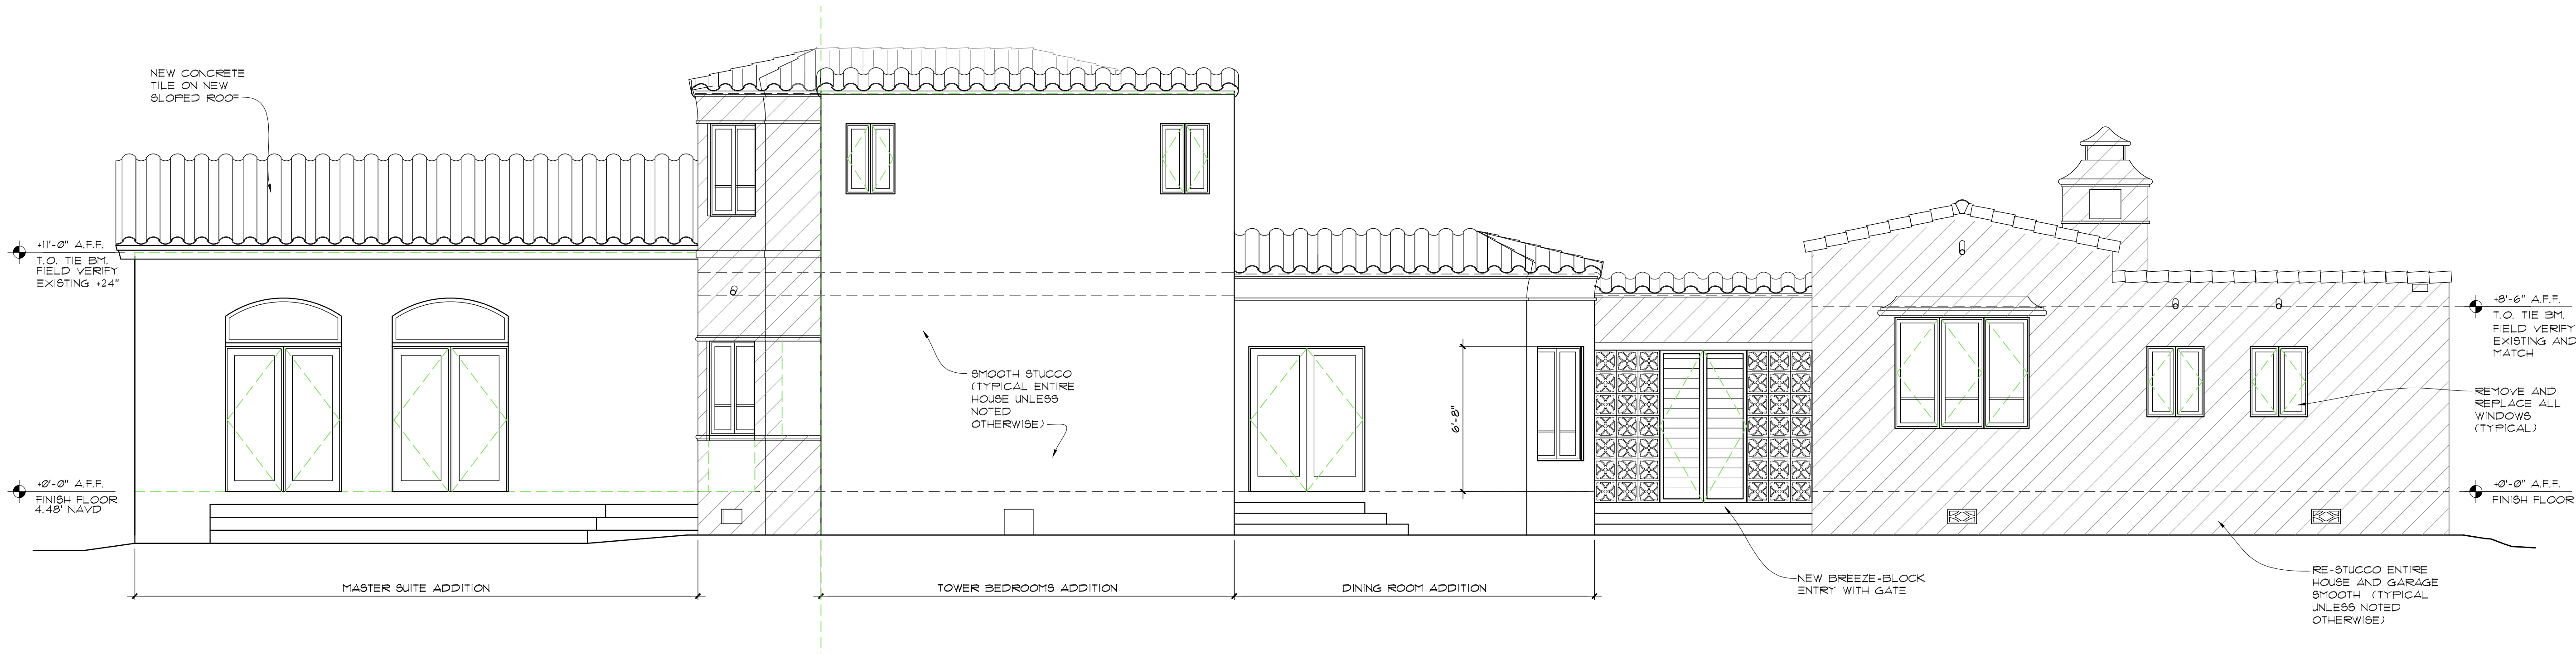 NEW CONCRETE
TILE ON NEW
SLOPED ROOF
+11'-0" A.F.F.
T.O. TIE BM.
FIELD VERIFY
EXISTING +24"
+0'-0" A.F.F.
FINISH FLOOR
4.48' NAVD
SMOOTH STUCCO
(TYPICAL ENTIRE
HOUSE UNLESS
NOTED
OTHERWISE)
6'-8"
+8'-6" A.F.F.
T.O. TIE BM.
FIELD VERIFY
EXISTING AND
MATCH
REMOVE AND
REPLACE ALL
WINDOWS
(TYPICAL)
+0'-0" A.F.F.
FINISH FLOOR
MASTER SUITE ADDITION
TOWER BEDROOMS ADDITION
DINING ROOM ADDITION
NEW BREEZE-BLOCK
ENTRY WITH GATE
RE-STUCCO ENTIRE
HOUSE AND GARAGE
SMOOTH (TYPICAL
UNLESS NOTED
OTHERWISE)